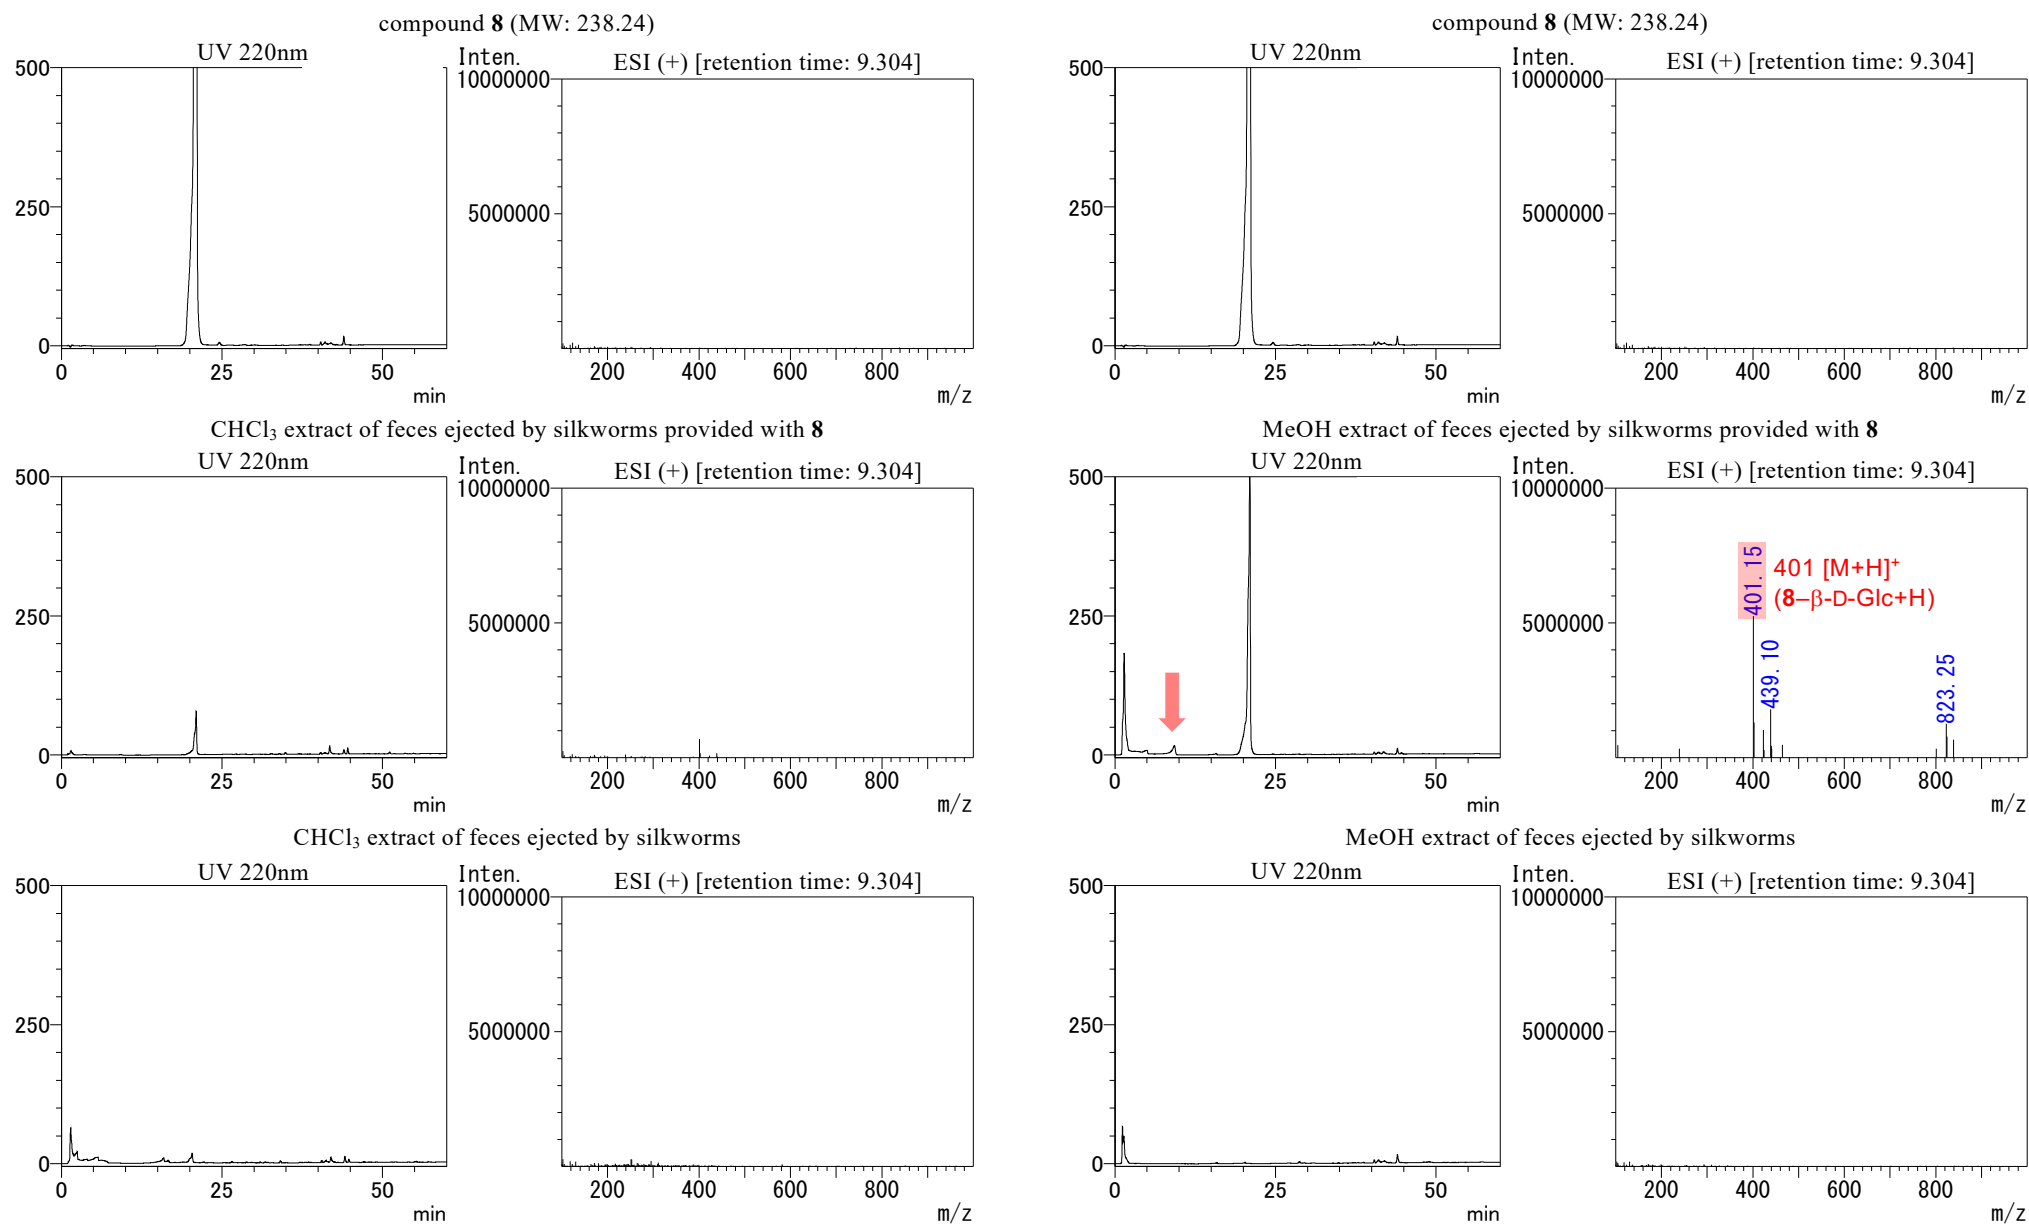 compound 8 (MW: 238.24)
UV 220nm
500
250
0
0 25 50
min
Inten.
ESI (+) [retention time: 9.304]
10000000
5000000
200 400 600 800
m/z
compound 8 (MW: 238.24)
UV 220nm
500
250
0
0 25 50
min
Inten.
ESI (+) [retention time: 9.304]
10000000
5000000
200 400 600 800
m/z
CHCl₃ extract of feces ejected by silkworms provided with 8
UV 220nm
500
250
0
0 25 50
min
Inten.
ESI (+) [retention time: 9.304]
10000000
5000000
200 400 600 800
m/z
MeOH extract of feces ejected by silkworms provided with 8
UV 220nm
500
250
0
0 25 50
min
Inten.
ESI (+) [retention time: 9.304]
10000000
5000000
401.15
401 [M+H]⁺
(8–β-D-Glc+H)
439.10
823.25
200 400 600 800
m/z
CHCl₃ extract of feces ejected by silkworms
UV 220nm
500
250
0
0 25 50
min
Inten.
ESI (+) [retention time: 9.304]
10000000
5000000
200 400 600 800
m/z
MeOH extract of feces ejected by silkworms
UV 220nm
500
250
0
0 25 50
min
Inten.
ESI (+) [retention time: 9.304]
10000000
5000000
200 400 600 800
m/z